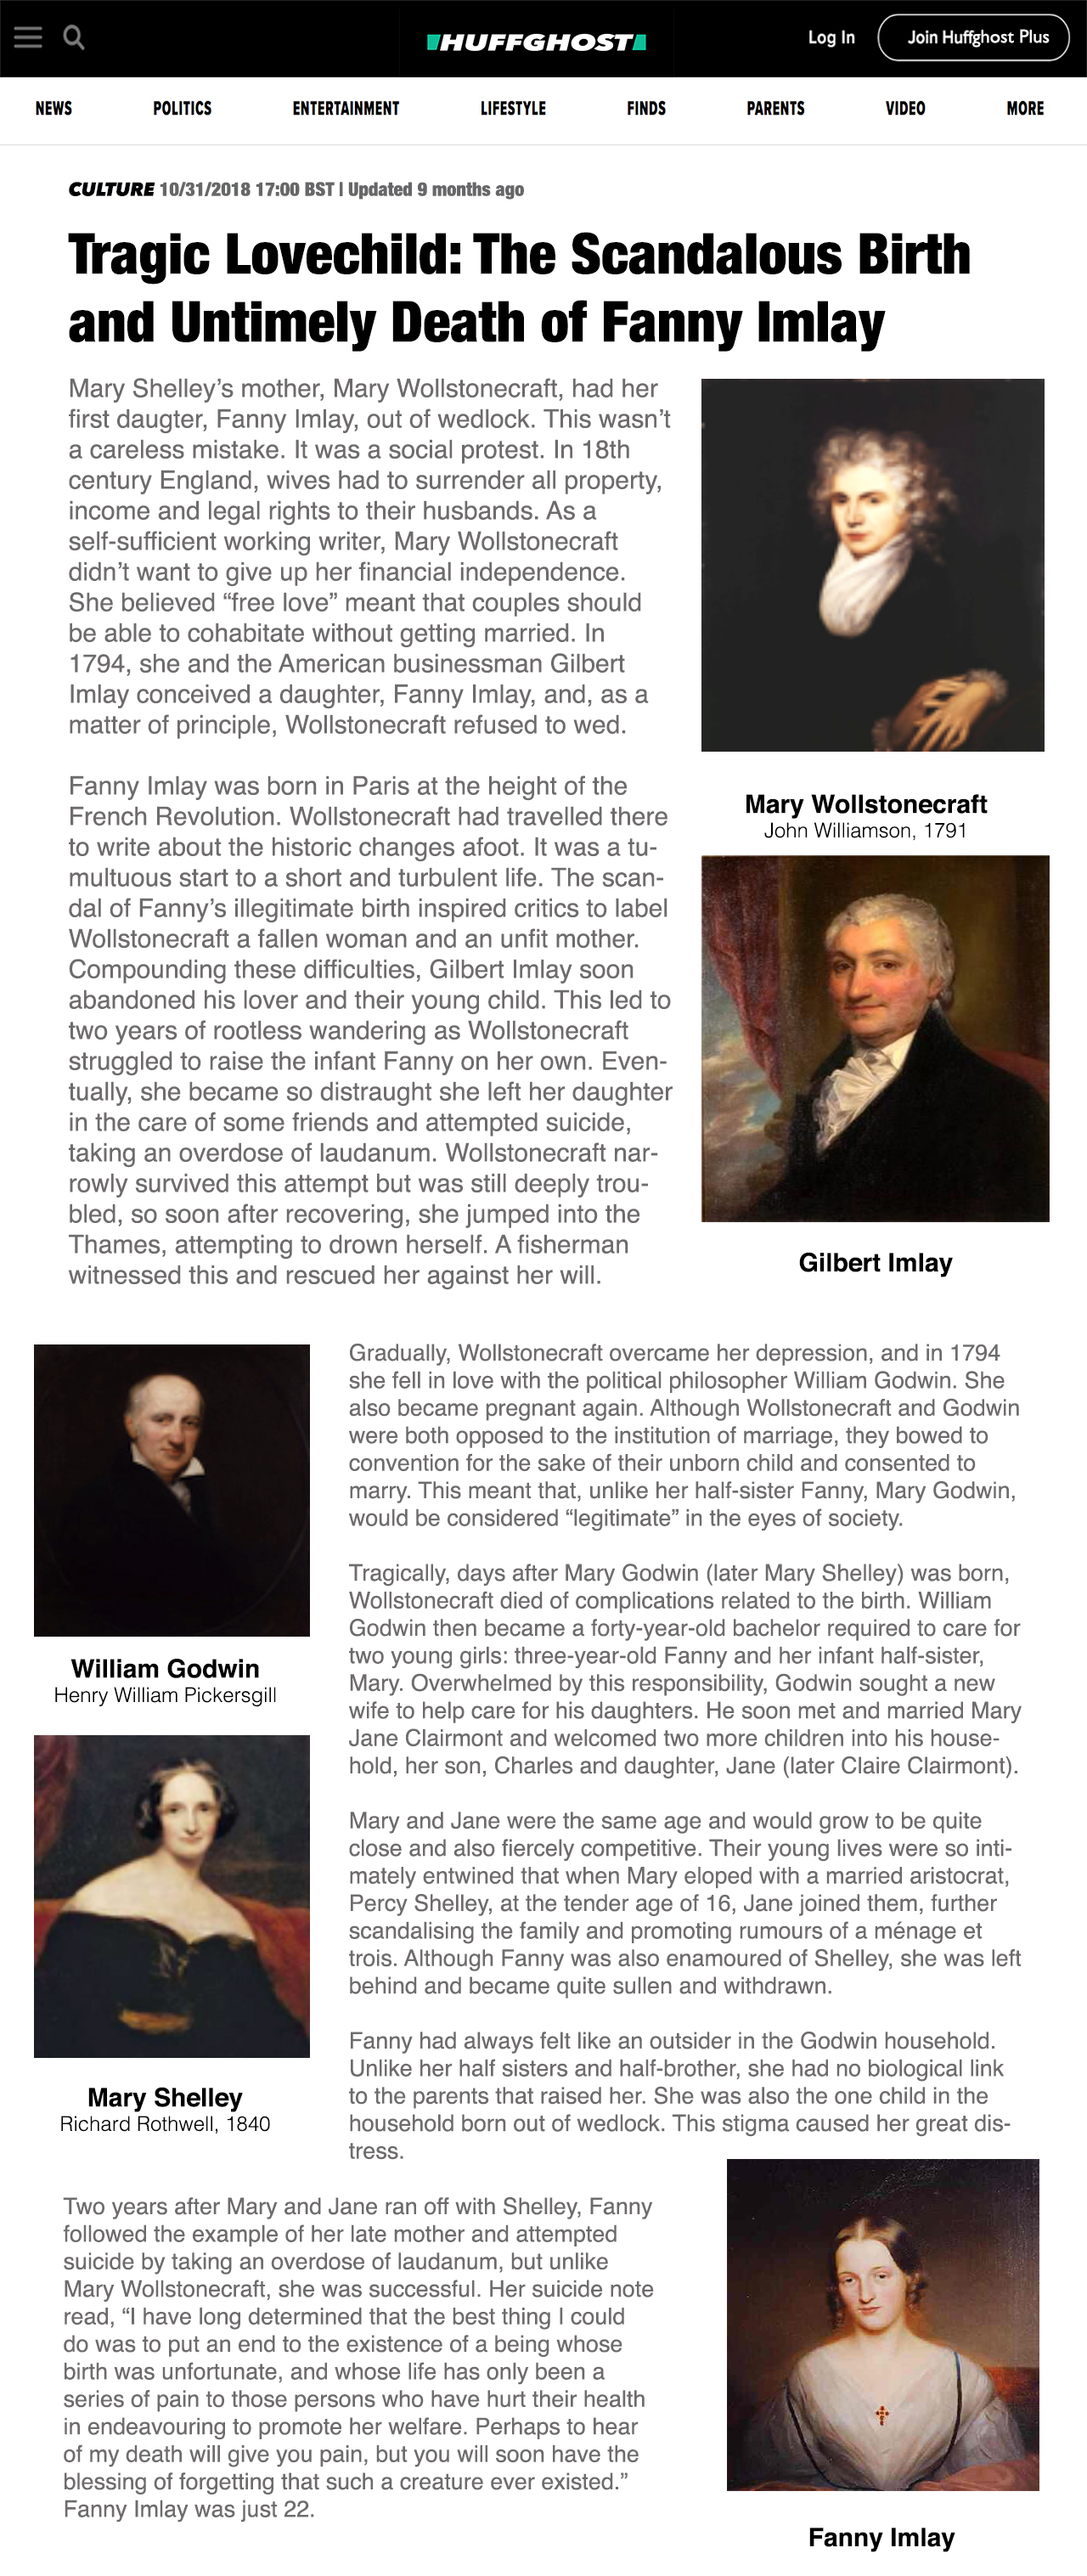 HUFFGHOST
Log In
Join Huffghost Plus
NEWS
POLITICS
ENTERTAINMENT
LIFESTYLE
FINDS
PARENTS
VIDEO
MORE
CULTURE 10/31/2018 17:00 BST | Updated 9 months ago
Tragic Lovechild: The Scandalous Birth
and Untimely Death of Fanny Imlay
Mary Shelley’s mother, Mary Wollstonecraft, had her
first daugter, Fanny Imlay, out of wedlock. This wasn’t
a careless mistake. It was a social protest. In 18th
century England, wives had to surrender all property,
income and legal rights to their husbands. As a
self-sufficient working writer, Mary Wollstonecraft
didn’t want to give up her financial independence.
She believed “free love” meant that couples should
be able to cohabitate without getting married. In
1794, she and the American businessman Gilbert
Imlay conceived a daughter, Fanny Imlay, and, as a
matter of principle, Wollstonecraft refused to wed.
Fanny Imlay was born in Paris at the height of the
French Revolution. Wollstonecraft had travelled there
to write about the historic changes afoot. It was a tu-
multuous start to a short and turbulent life. The scan-
dal of Fanny’s illegitimate birth inspired critics to label
Wollstonecraft a fallen woman and an unfit mother.
Compounding these difficulties, Gilbert Imlay soon
abandoned his lover and their young child. This led to
two years of rootless wandering as Wollstonecraft
struggled to raise the infant Fanny on her own. Even-
tually, she became so distraught she left her daughter
in the care of some friends and attempted suicide,
taking an overdose of laudanum. Wollstonecraft nar-
rowly survived this attempt but was still deeply trou-
bled, so soon after recovering, she jumped into the
Thames, attempting to drown herself. A fisherman
witnessed this and rescued her against her will.
Mary Wollstonecraft
John Williamson, 1791
Gilbert Imlay
Gradually, Wollstonecraft overcame her depression, and in 1794
she fell in love with the political philosopher William Godwin. She
also became pregnant again. Although Wollstonecraft and Godwin
were both opposed to the institution of marriage, they bowed to
convention for the sake of their unborn child and consented to
marry. This meant that, unlike her half-sister Fanny, Mary Godwin,
would be considered “legitimate” in the eyes of society.
Tragically, days after Mary Godwin (later Mary Shelley) was born,
Wollstonecraft died of complications related to the birth. William
Godwin then became a forty-year-old bachelor required to care for
two young girls: three-year-old Fanny and her infant half-sister,
Mary. Overwhelmed by this responsibility, Godwin sought a new
wife to help care for his daughters. He soon met and married Mary
Jane Clairmont and welcomed two more children into his house-
hold, her son, Charles and daughter, Jane (later Claire Clairmont).
Mary and Jane were the same age and would grow to be quite
close and also fiercely competitive. Their young lives were so inti-
mately entwined that when Mary eloped with a married aristocrat,
Percy Shelley, at the tender age of 16, Jane joined them, further
scandalising the family and promoting rumours of a ménage et
trois. Although Fanny was also enamoured of Shelley, she was left
behind and became quite sullen and withdrawn.
Fanny had always felt like an outsider in the Godwin household.
Unlike her half sisters and half-brother, she had no biological link
to the parents that raised her. She was also the one child in the
household born out of wedlock. This stigma caused her great dis-
tress.
William Godwin
Henry William Pickersgill
Mary Shelley
Richard Rothwell, 1840
Two years after Mary and Jane ran off with Shelley, Fanny
followed the example of her late mother and attempted
suicide by taking an overdose of laudanum, but unlike
Mary Wollstonecraft, she was successful. Her suicide note
read, “I have long determined that the best thing I could
do was to put an end to the existence of a being whose
birth was unfortunate, and whose life has only been a
series of pain to those persons who have hurt their health
in endeavouring to promote her welfare. Perhaps to hear
of my death will give you pain, but you will soon have the
blessing of forgetting that such a creature ever existed.”
Fanny Imlay was just 22.
Fanny Imlay